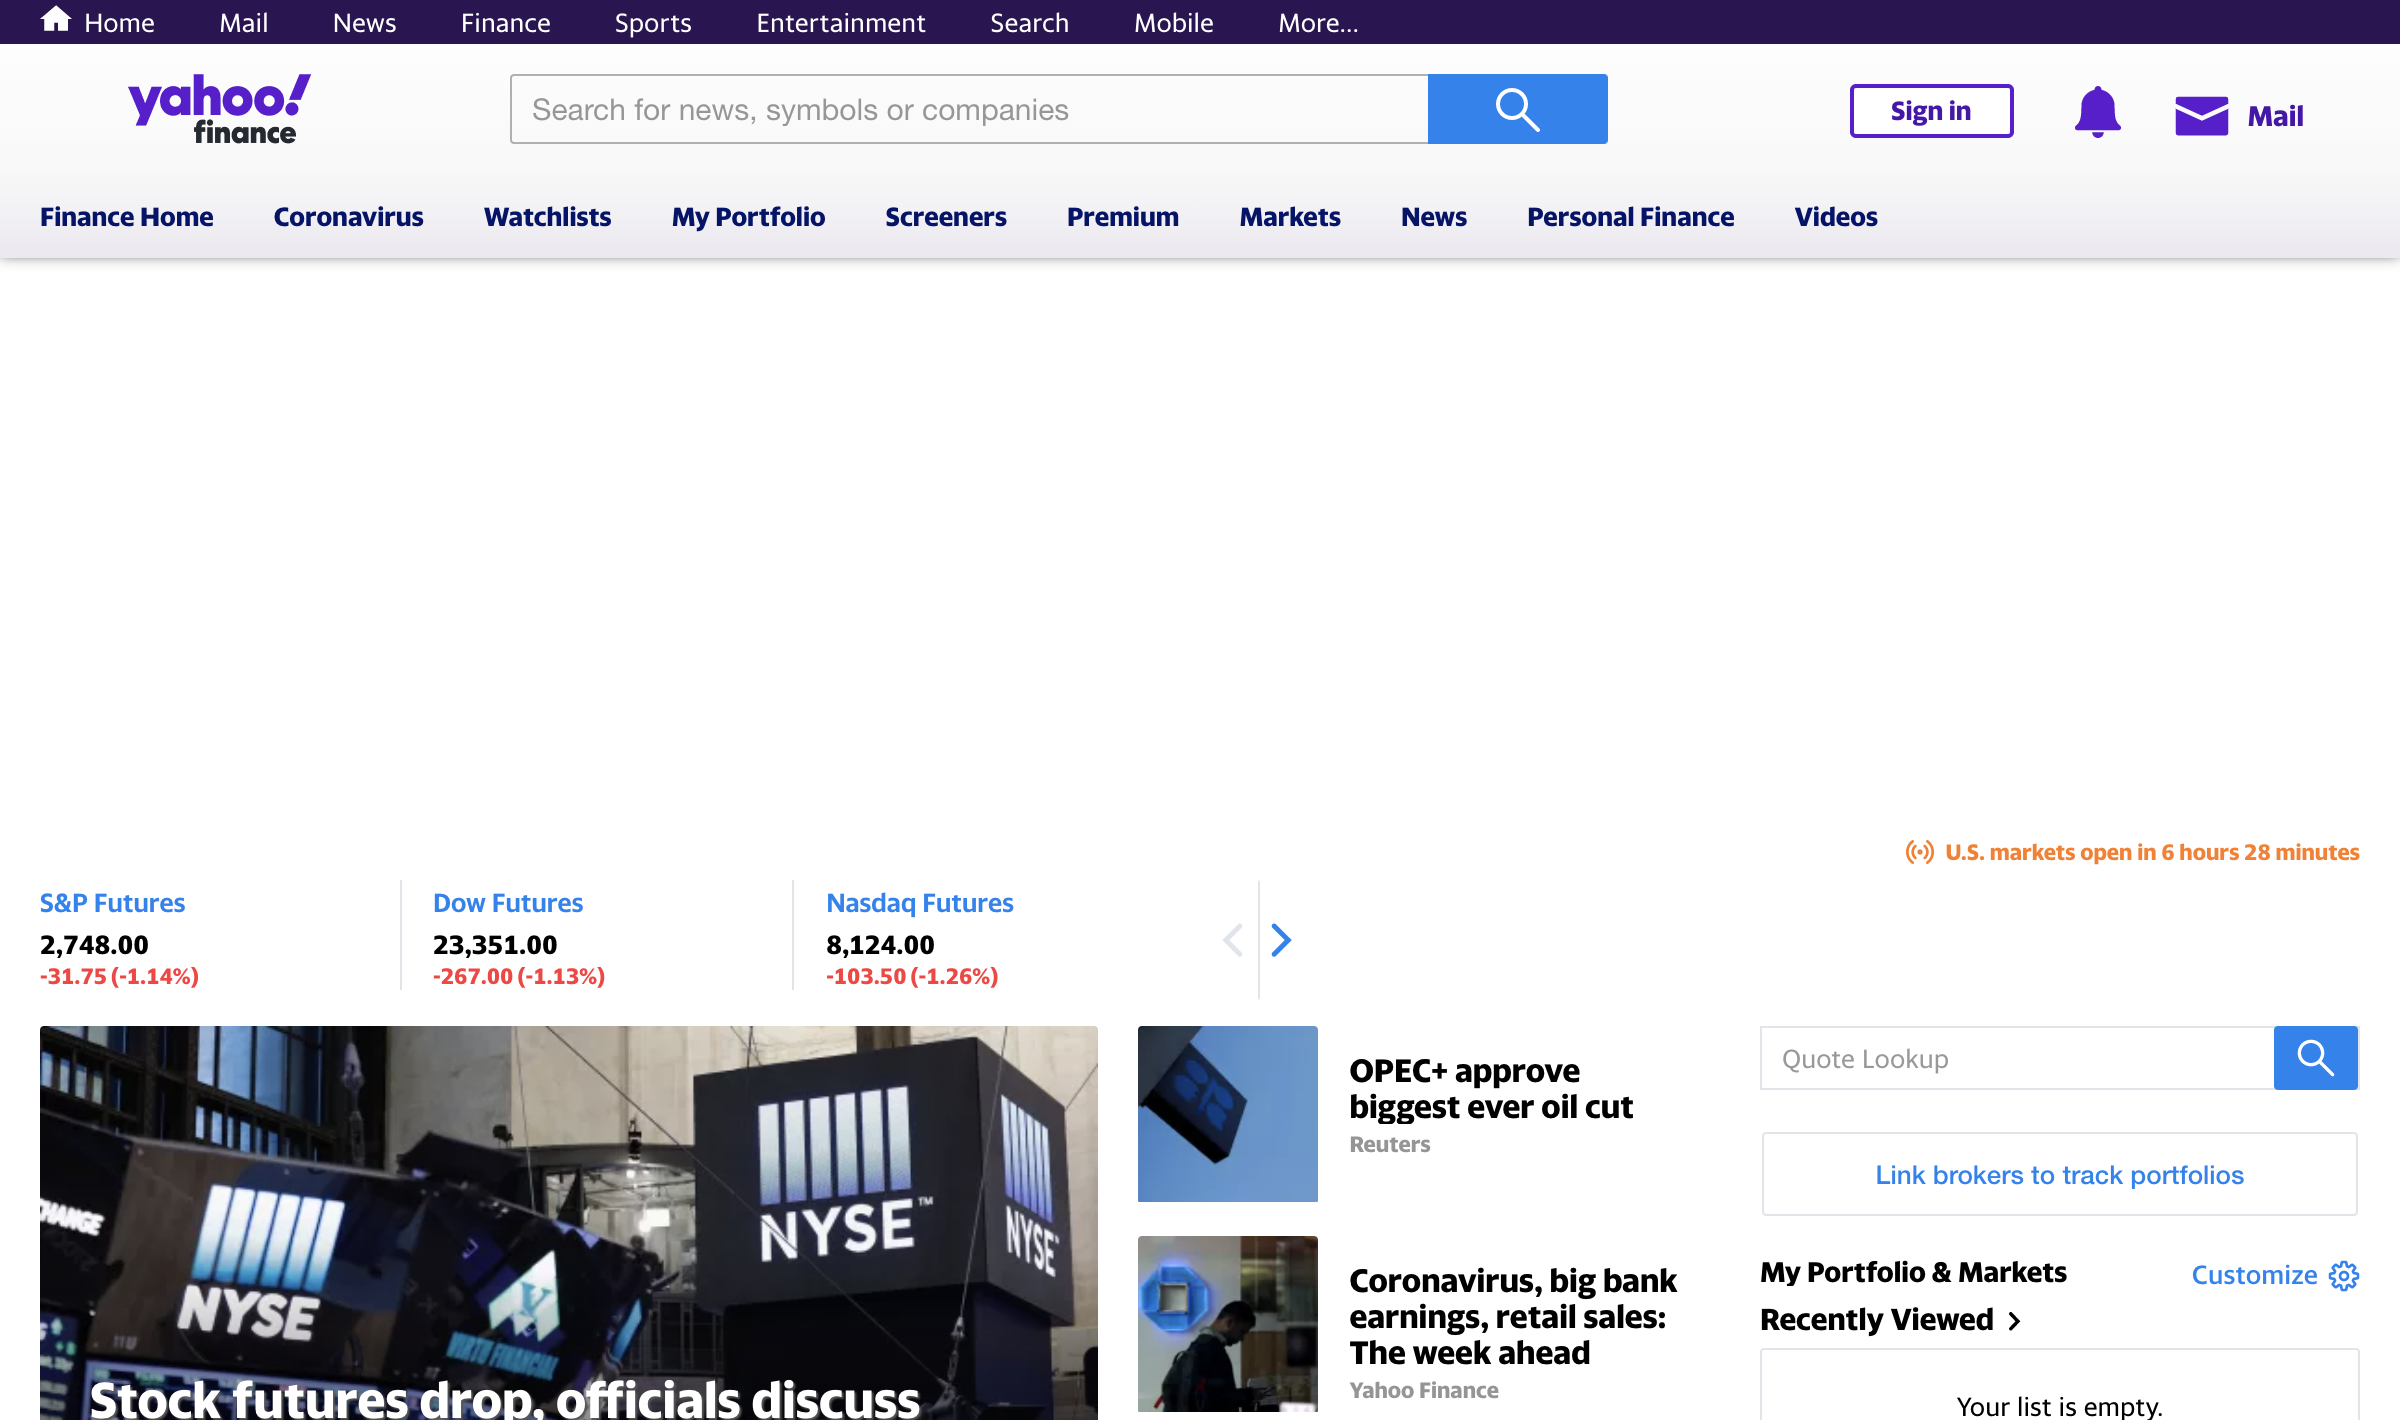 Home Mail News Finance Sports Entertainment Search Mobile More...
yahoo!
finance
Search for news, symbols or companies
Sign in
Mail
Finance Home Coronavirus Watchlists My Portfolio Screeners Premium Markets News Personal Finance Videos
U.S. markets open in 6 hours 28 minutes
S&P Futures
2,748.00
-31.75 (-1.14%)
Dow Futures
23,351.00
-267.00 (-1.13%)
Nasdaq Futures
8,124.00
-103.50 (-1.26%)
NYSE™
NYSE
HANGE
NYSE
VIRTU FINANCIAL
Stock futures drop, officials discuss
OPEC+ approve
biggest ever oil cut
Reuters
Coronavirus, big bank
earnings, retail sales:
The week ahead
Yahoo Finance
Quote Lookup
Link brokers to track portfolios
My Portfolio & Markets
Customize
Recently Viewed
Your list is empty.